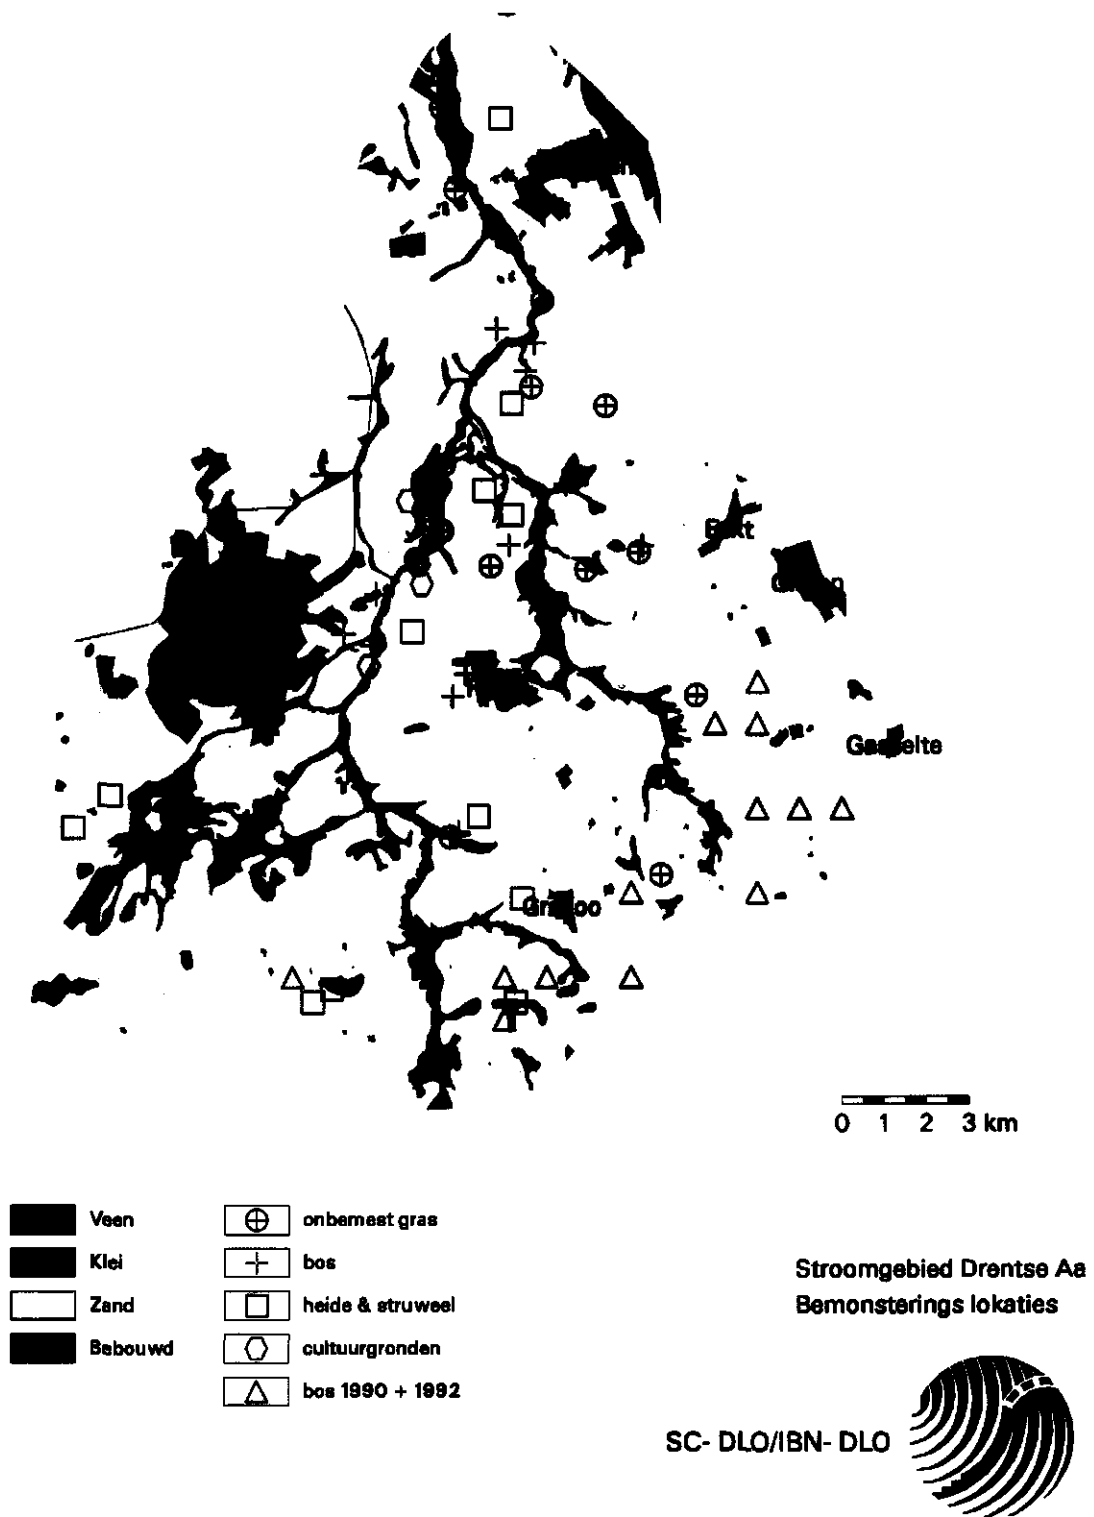 Gasselte
0 1 2 3 km
Veen
Klei
Zand
Bebouwd
onbemest gras
bos
heide & struweel
cultuurgronden
bos 1990 + 1992
Stroomgebied Drentse Aa
Bemonsterings lokaties
SC- DLO/IBN- DLO